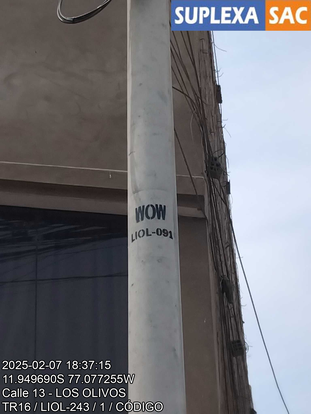 SUPLEXA SAC
WOW
LIOL-091
2025-02-07 18:37:15
11.949690S 77.077255W
Calle 13 - LOS OLIVOS
TR16 / LIOL-243 / 1 / CÓDIGO